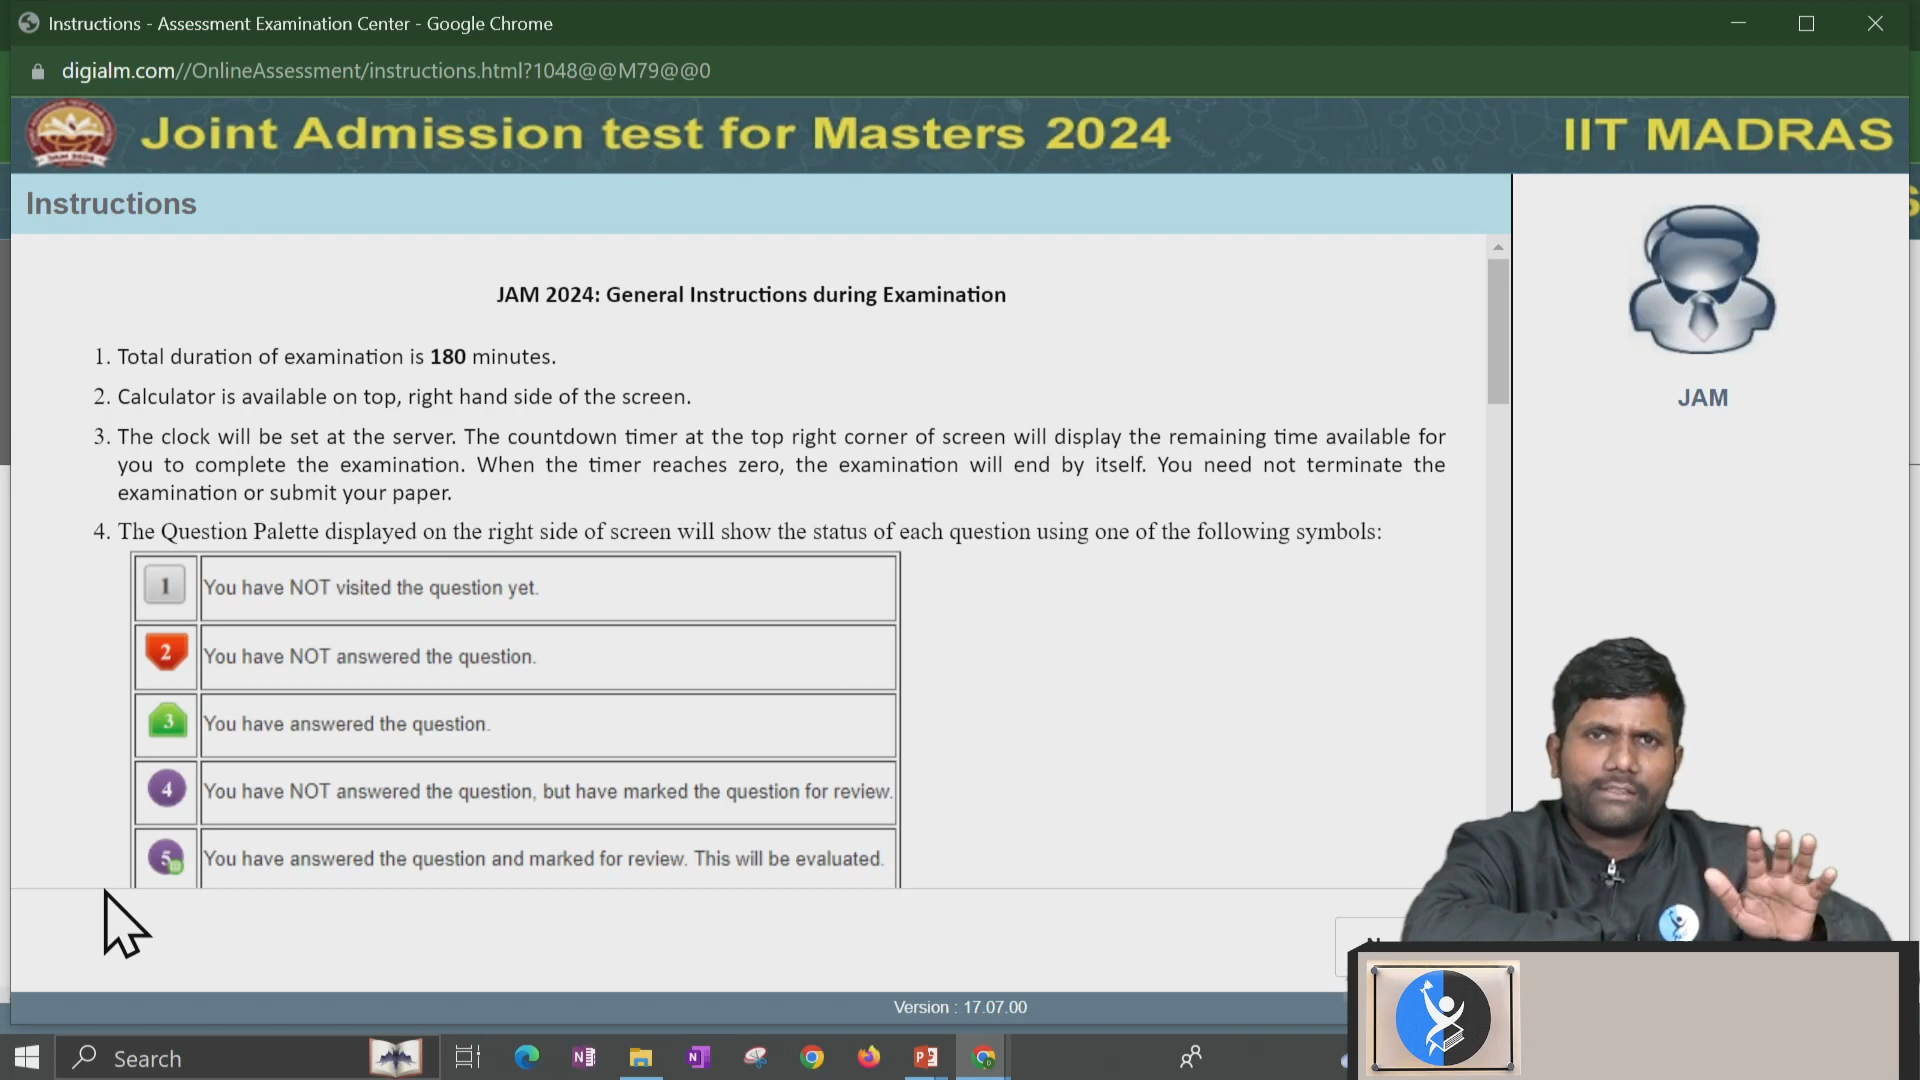 Instructions - Assessment Examination Center - Google Chrome
digialm.com//OnlineAssessment/instructions.html?1048@@M79@@0
Joint Admission test for Masters 2024
IIT MADRAS
Instructions
JAM 2024: General Instructions during Examination
1. Total duration of examination is 180 minutes.
2. Calculator is available on top, right hand side of the screen.
3. The clock will be set at the server. The countdown timer at the top right corner of screen will display the remaining time available for
you to complete the examination. When the timer reaches zero, the examination will end by itself. You need not terminate the
examination or submit your paper.
4. The Question Palette displayed on the right side of screen will show the status of each question using one of the following symbols:
1 You have NOT visited the question yet.
2 You have NOT answered the question.
3 You have answered the question.
4 You have NOT answered the question, but have marked the question for review.
5 You have answered the question and marked for review. This will be evaluated.
JAM
Version : 17.07.00
Search